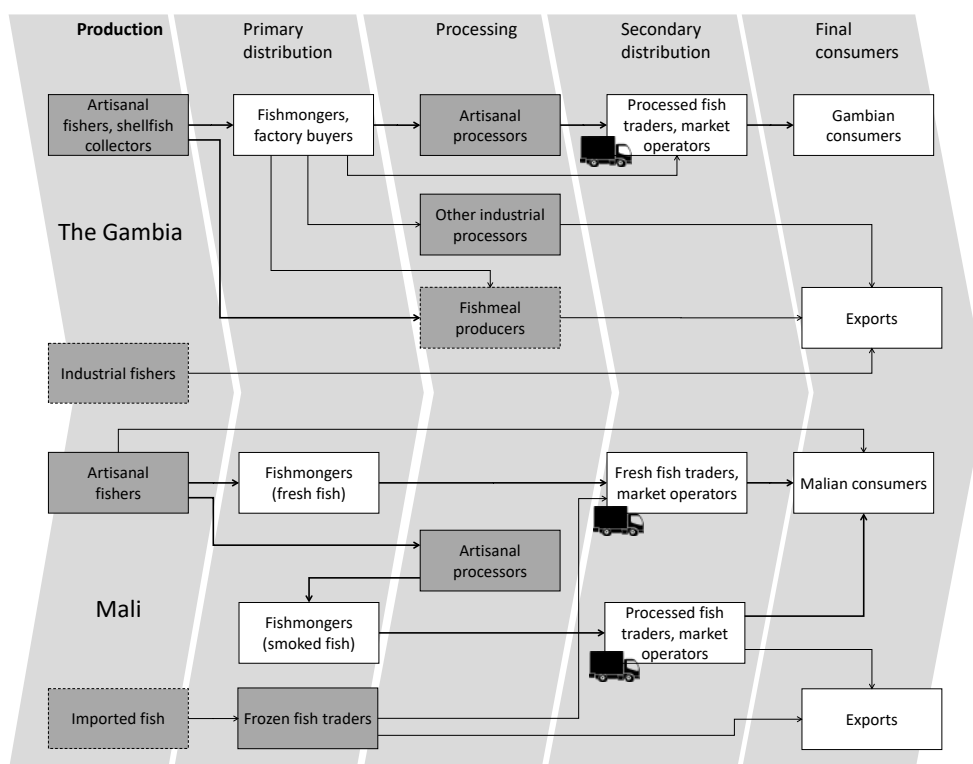 Production
Primary
distribution
Processing
Secondary
distribution
Final
consumers
Artisanal
fishers, shellfish
collectors
Fishmongers,
factory buyers
Artisanal
processors
Processed fish
traders, market
operators
Gambian
consumers
The Gambia
Other industrial
processors
Fishmeal
producers
Exports
Industrial fishers
Artisanal
fishers
Fishmongers
(fresh fish)
Fresh fish traders,
market operators
Malian consumers
Artisanal
processors
Mali
Fishmongers
(smoked fish)
Processed fish
traders, market
operators
Imported fish
Frozen fish traders
Exports